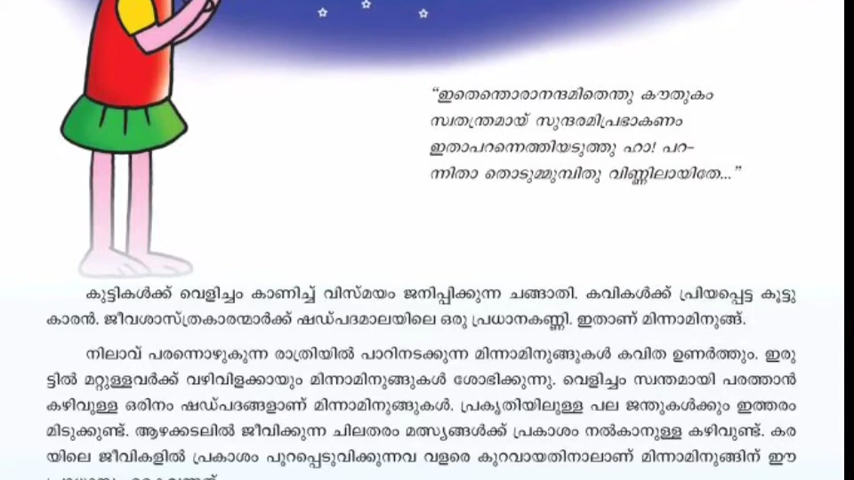 “ഇതെന്തൊരാനന്ദമിതെന്തു കൗതുകം
സ്വതന്ത്രമായ് സുന്ദരമിപ്രഭാകണം
ഇതാപറന്നെത്തിയടുത്തു ഹാ! പറ-
ന്നിതാ തൊടുമ്മുമ്പിതു വിണ്ണിലായിതേ...”
കുട്ടികൾക്ക് വെളിച്ചം കാണിച്ച് വിസ്മയം ജനിപ്പിക്കുന്ന ചങ്ങാതി. കവികൾക്ക് പ്രിയപ്പെട്ട കൂട്ടു
കാരൻ. ജീവശാസ്ത്രകാരന്മാർക്ക് ഷഡ്പദമാലയിലെ ഒരു പ്രധാനകണ്ണി. ഇതാണ് മിന്നാമിനുങ്ങ്.
നിലാവ് പരന്നൊഴുകുന്ന രാത്രിയിൽ പാറിനടക്കുന്ന മിന്നാമിനുങ്ങുകൾ കവിത ഉണർത്തും. ഇരു
ട്ടിൽ മറ്റുള്ളവർക്ക് വഴിവിളക്കായും മിന്നാമിനുങ്ങുകൾ ശോഭിക്കുന്നു. വെളിച്ചം സ്വന്തമായി പരത്താൻ
കഴിവുള്ള ഒരിനം ഷഡ്പദങ്ങളാണ് മിന്നാമിനുങ്ങുകൾ. പ്രകൃതിയിലുള്ള പല ജന്തുകൾക്കും ഇത്തരം
മിടുക്കുണ്ട്. ആഴക്കടലിൽ ജീവിക്കുന്ന ചിലതരം മത്സ്യങ്ങൾക്ക് പ്രകാശം നൽകാനുള്ള കഴിവുണ്ട്. കര
യിലെ ജീവികളിൽ പ്രകാശം പുറപ്പെടുവിക്കുന്നവ വളരെ കുറവായതിനാലാണ് മിന്നാമിനുങ്ങിന് ഈ